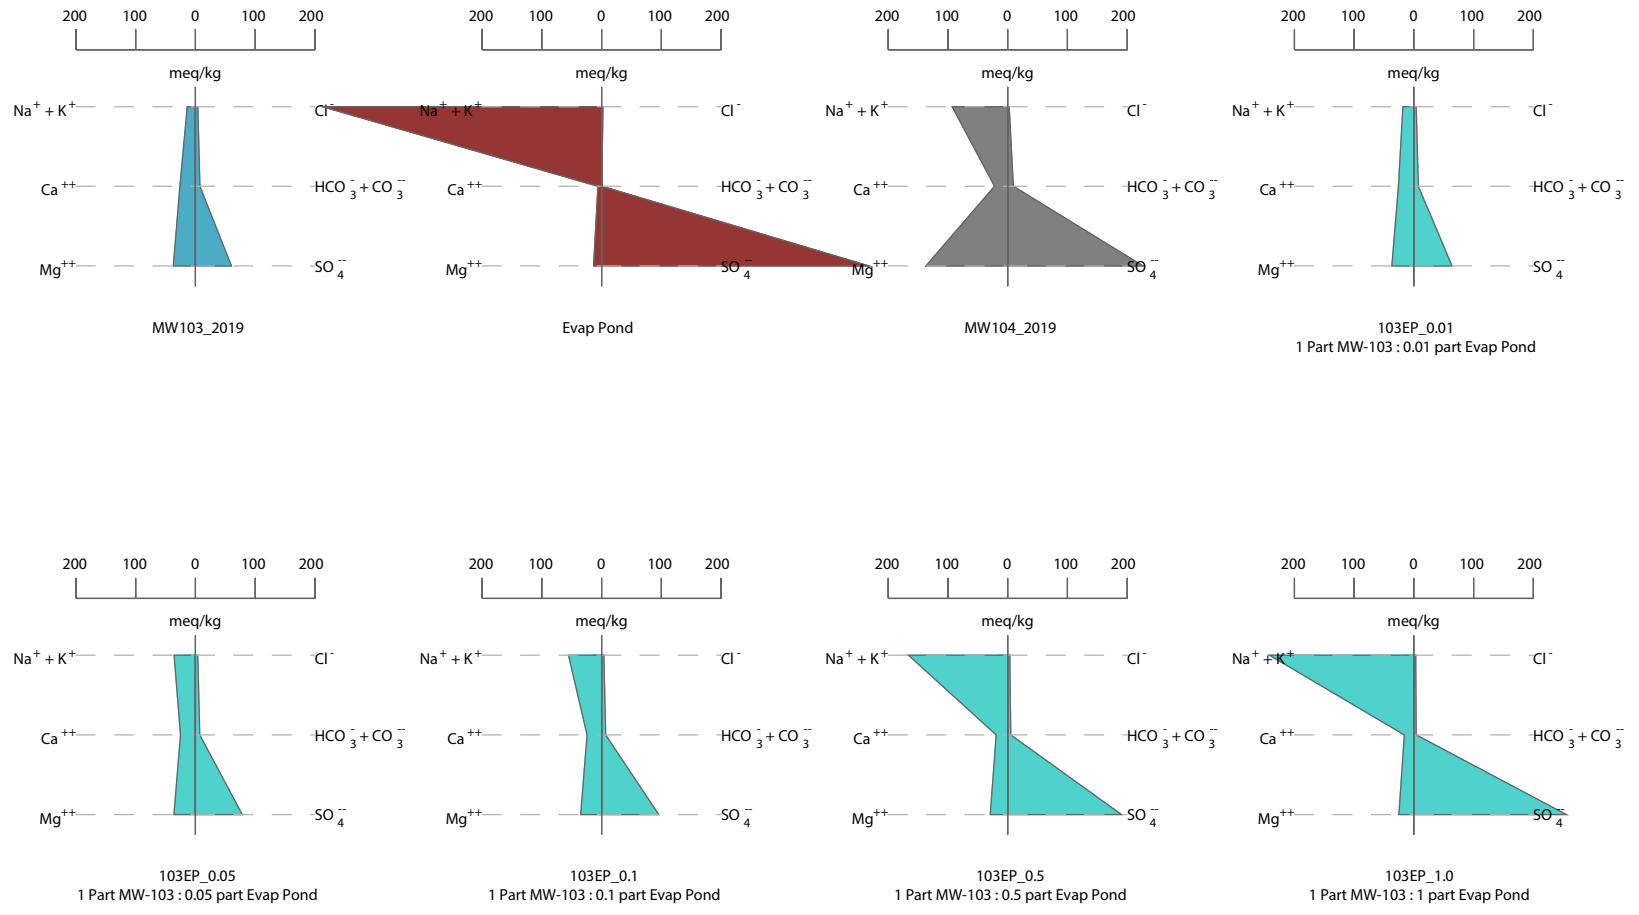 200 100 0 100 200
meq/kg
Na+ + K+ Cl-
Ca++ HCO3- + CO3--
Mg++ SO4--
MW103_2019
200 100 0 100 200
meq/kg
Na+ + K+ Cl-
Ca++ HCO3- + CO3--
Mg++ SO4--
Evap Pond
200 100 0 100 200
meq/kg
Na+ + K+ Cl-
Ca++ HCO3- + CO3--
Mg++ SO4--
MW104_2019
200 100 0 100 200
meq/kg
Na+ + K+ Cl-
Ca++ HCO3- + CO3--
Mg++ SO4--
103EP_0.01
1 Part MW-103 : 0.01 part Evap Pond
200 100 0 100 200
meq/kg
Na+ + K+ Cl-
Ca++ HCO3- + CO3--
Mg++ SO4--
103EP_0.05
1 Part MW-103 : 0.05 part Evap Pond
200 100 0 100 200
meq/kg
Na+ + K+ Cl-
Ca++ HCO3- + CO3--
Mg++ SO4--
103EP_0.1
1 Part MW-103 : 0.1 part Evap Pond
200 100 0 100 200
meq/kg
Na+ + K+ Cl-
Ca++ HCO3- + CO3--
Mg++ SO4--
103EP_0.5
1 Part MW-103 : 0.5 part Evap Pond
200 100 0 100 200
meq/kg
Na+ + K+ Cl-
Ca++ HCO3- + CO3--
Mg++ SO4--
103EP_1.0
1 Part MW-103 : 1 part Evap Pond